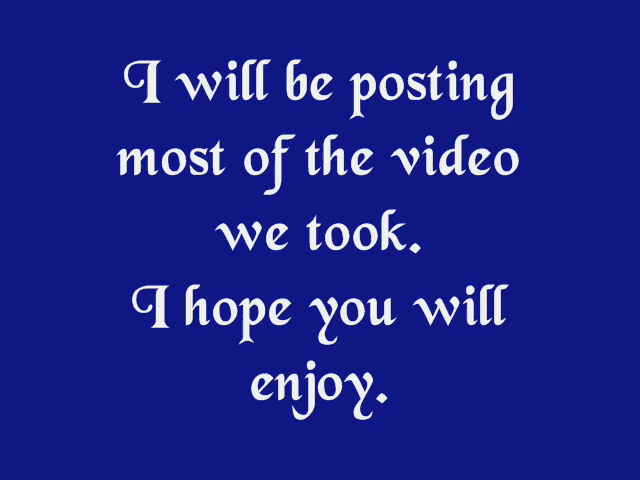 I will be posting
most of the video
we took.
I hope you will
enjoy.